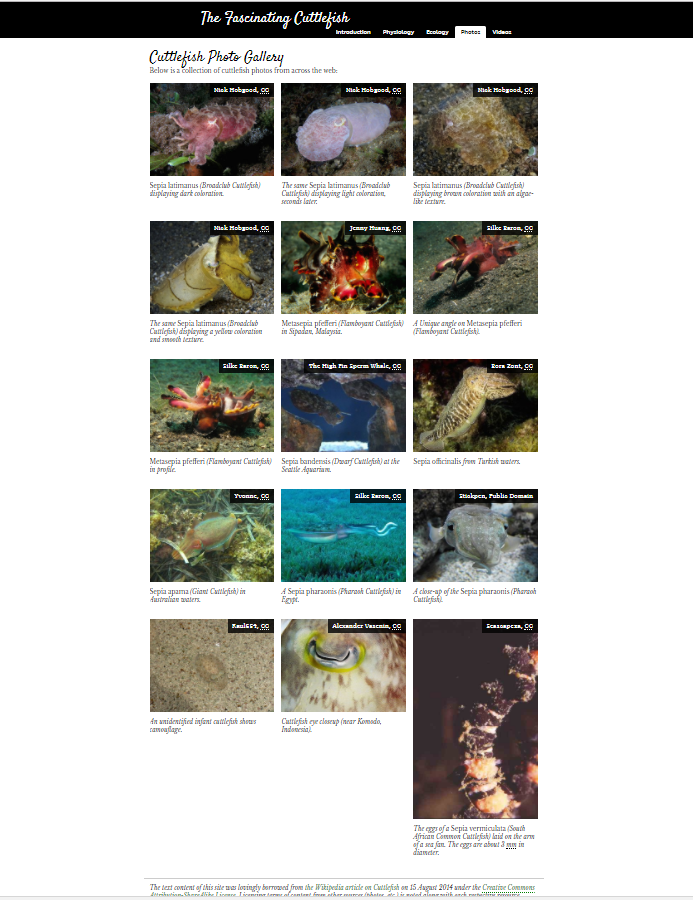 The Fascinating Cuttlefish
Introduction Physiology Ecology Photos Videos
Cuttlefish Photo Gallery
Below is a collection of cuttlefish photos from across the web:
Nick Hobgood, CC
Nick Hobgood, CC
Nick Hobgood, CC
Sepia latimanus (Broadclub Cuttlefish)
displaying dark coloration.
The same Sepia latimanus (Broadclub
Cuttlefish) displaying light coloration,
seconds later.
Sepia latimanus (Broadclub Cuttlefish)
displaying brown coloration with an algae-
like texture.
Nick Hobgood, CC
Jenny Huang, CC
Silke Baron, CC
The same Sepia latimanus (Broadclub
Cuttlefish) displaying a yellow coloration
and smooth texture.
Metasepia pfefferi (Flamboyant Cuttlefish)
in Sipadan, Malaysia.
A Unique angle on Metasepia pfefferi
(Flamboyant Cuttlefish).
Silke Baron, CC
The High Fin Sperm Whale, CC
Bora Zont, CC
Metasepia pfefferi (Flamboyant Cuttlefish)
in profile.
Sepia bandensis (Dwarf Cuttlefish) at the
Seattle Aquarium.
Sepia officinalis from Turkish waters.
Yvonne, CC
Silke Baron, CC
Stickpen, Public Domain
Sepia apama (Giant Cuttlefish) in
Australian waters.
A Sepia pharaonis (Pharaoh Cuttlefish) in
Egypt.
A close-up of the Sepia pharaonis (Pharaoh
Cuttlefish).
Raul654, CC
Alexander Vasenin, CC
Seascapeza, CC
An unidentified infant cuttlefish shows
camouflage.
Cuttlefish eye closeup (near Komodo,
Indonesia).
The eggs of a Sepia vermiculata (South
African Common Cuttlefish) laid on the arm
of a sea fan. The eggs are about 8 mm in
diameter.
The text content of this site was lovingly borrowed from the Wikipedia article on Cuttlefish on 15 August 2014 under the Creative Commons
Attribution-ShareAlike License. Licensing terms of content from other sources (photos, etc.) is noted along with each